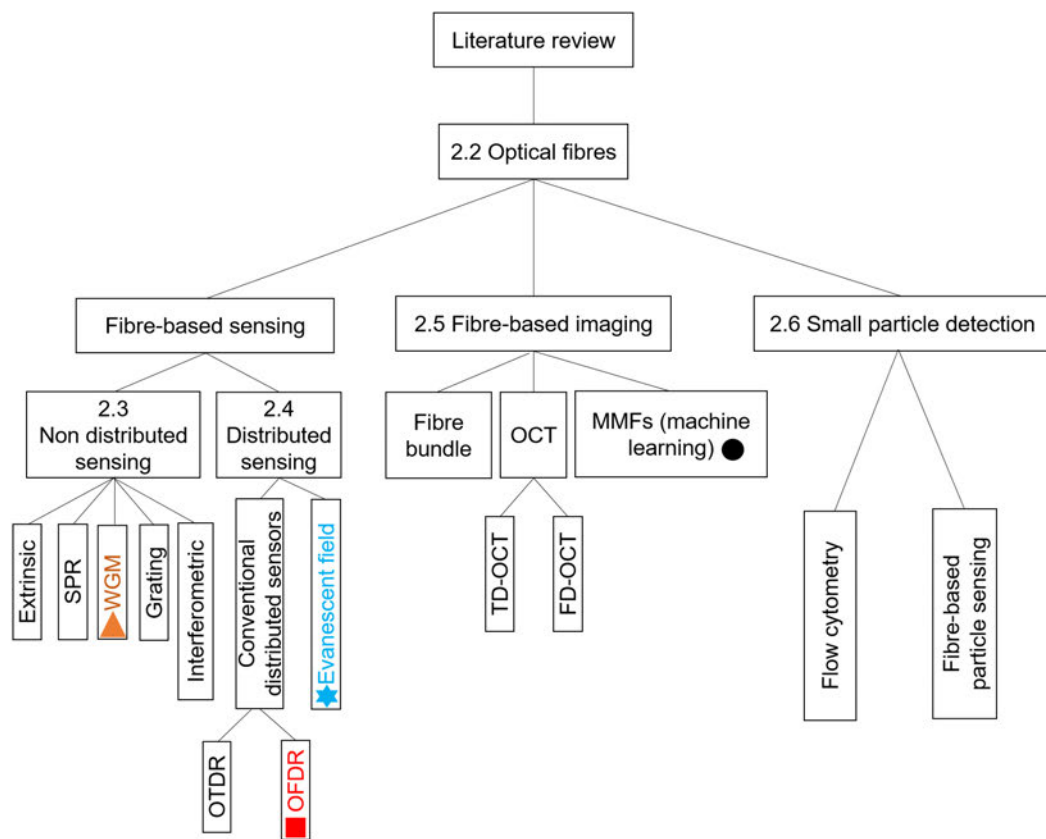 Literature review
2.2 Optical fibres
Fibre-based sensing
2.5 Fibre-based imaging
2.6 Small particle detection
2.3
Non distributed
sensing
2.4
Distributed
sensing
Fibre
bundle
OCT
MMFs (machine
learning)
Extrinsic
SPR
WGM
Grating
Interferometric
Conventional
distributed sensors
Evanescent field
TD-OCT
FD-OCT
Flow cytometry
Fibre-based
particle sensing
OTDR
OFDR